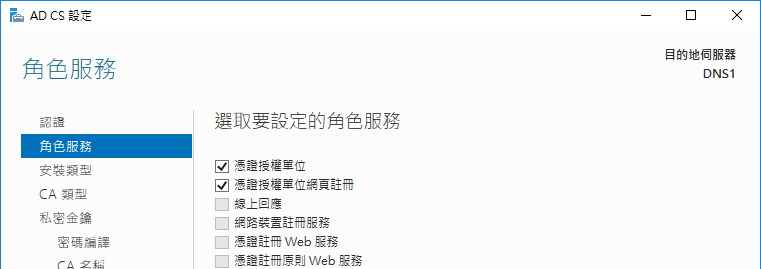 AD CS 設定
角色服務
目的地伺服器
DNS1
認證
角色服務
安裝類型
CA 類型
私密金鑰
密碼編譯
CA 名稱
選取要設定的角色服務
憑證授權單位
憑證授權單位網頁註冊
線上回應
網路裝置註冊服務
憑證註冊 Web 服務
憑證註冊原則 Web 服務